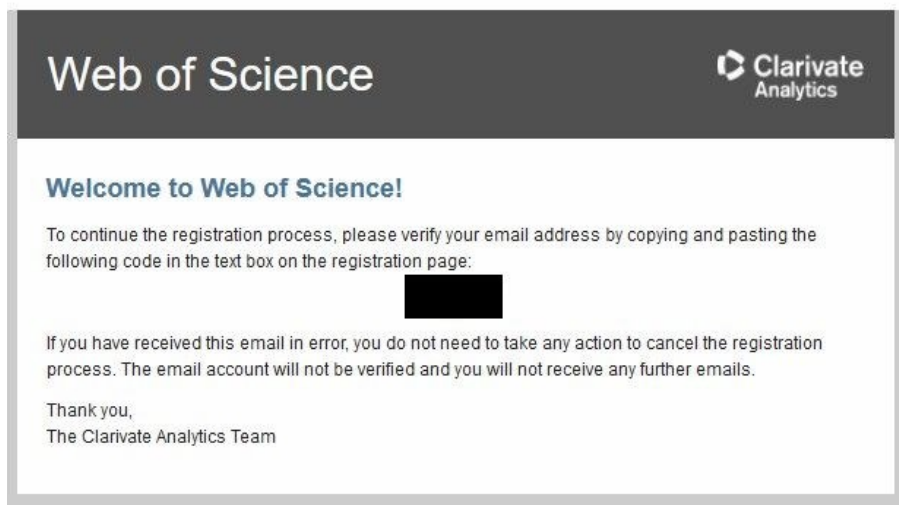 Web of Science
Clarivate
Analytics
Welcome to Web of Science!
To continue the registration process, please verify your email address by copying and pasting the
following code in the text box on the registration page:
If you have received this email in error, you do not need to take any action to cancel the registration
process. The email account will not be verified and you will not receive any further emails.
Thank you,
The Clarivate Analytics Team